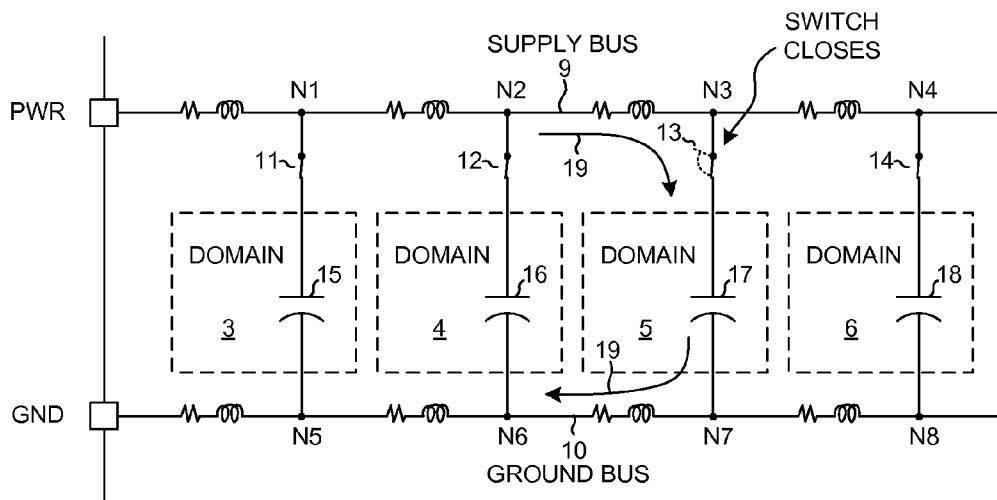 SWITCH
CLOSES
SUPPLY BUS
9
N1
N2
N3
N4
PWR
19
13
11
12
14
DOMAIN
DOMAIN
DOMAIN
DOMAIN
15
16
17
18
3
4
5
6
19
GND
N5
N6
10
N7
N8
GROUND BUS